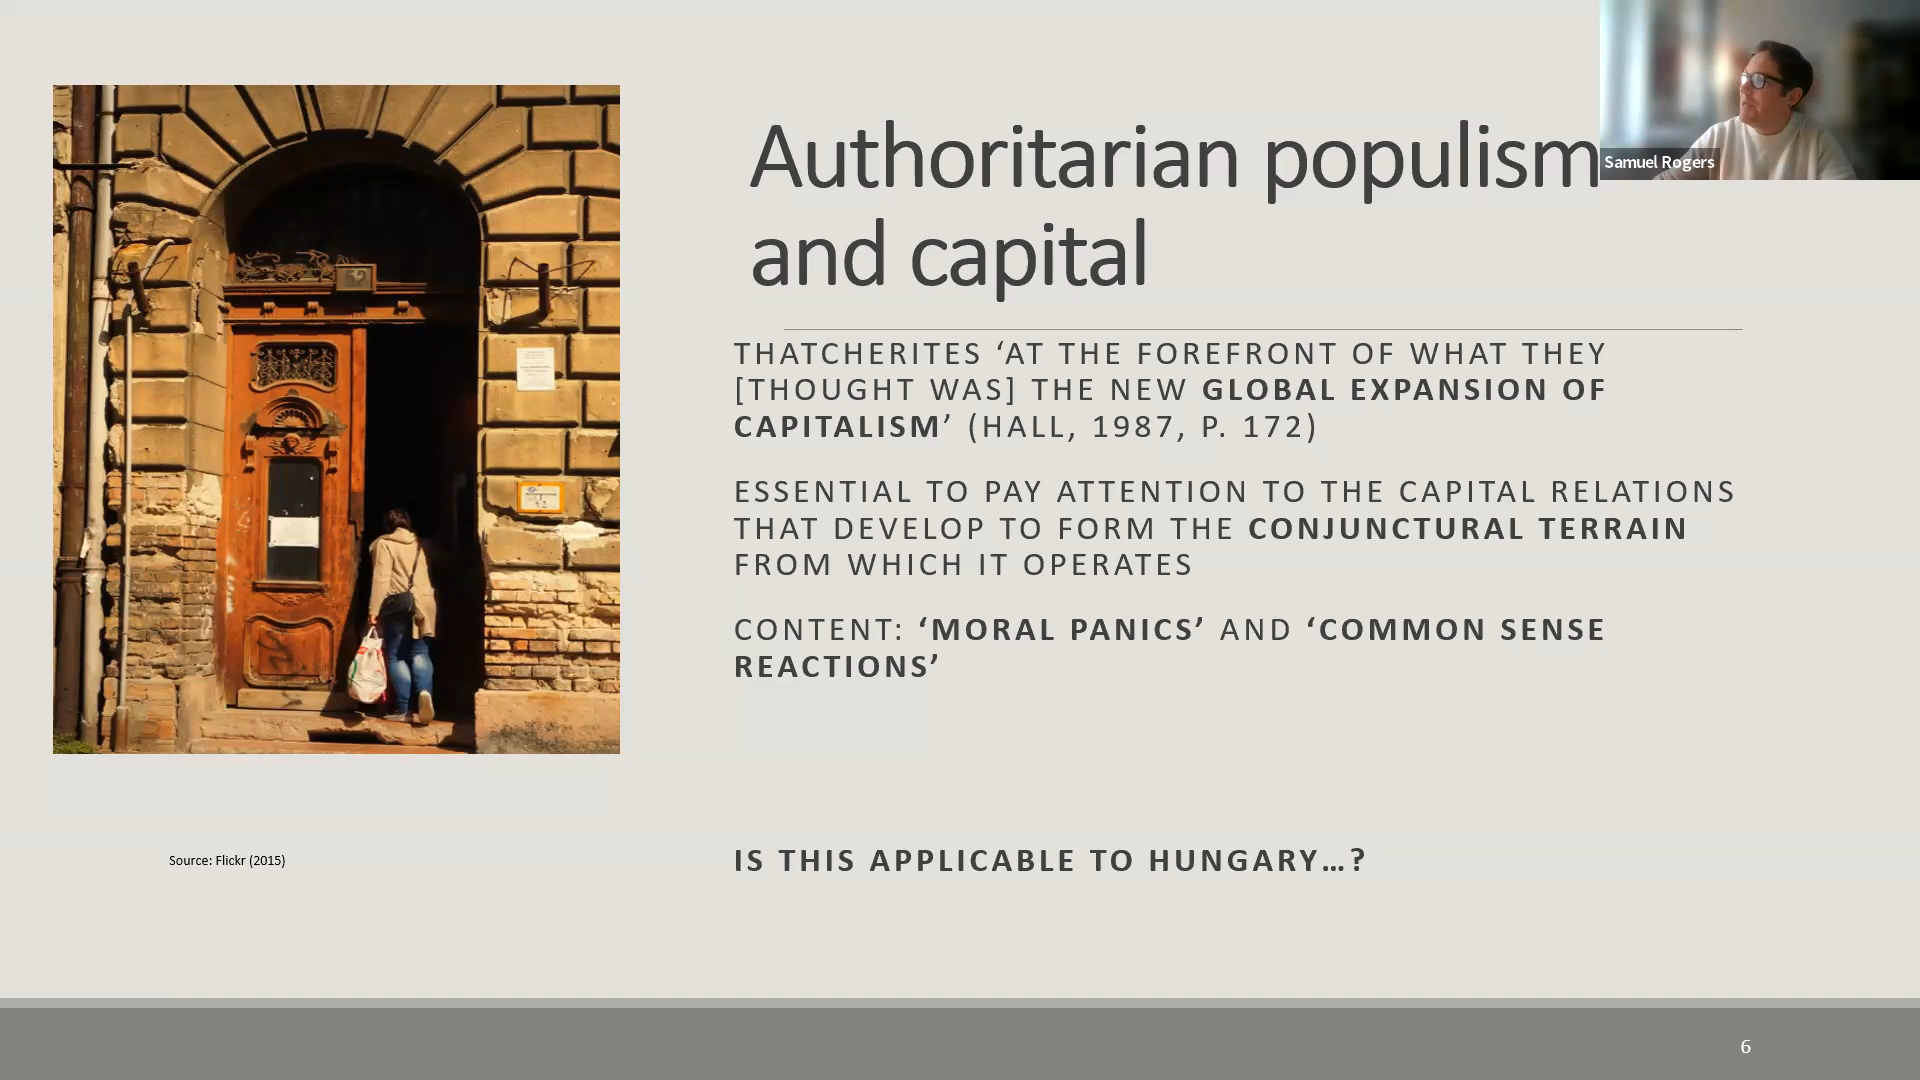 Authoritarian populism
and capital
Samuel Rogers
THATCHERITES ‘AT THE FOREFRONT OF WHAT THEY
[THOUGHT WAS] THE NEW GLOBAL EXPANSION OF
CAPITALISM’ (HALL, 1987, P. 172)
ESSENTIAL TO PAY ATTENTION TO THE CAPITAL RELATIONS
THAT DEVELOP TO FORM THE CONJUNCTURAL TERRAIN
FROM WHICH IT OPERATES
CONTENT: ‘MORAL PANICS’ AND ‘COMMON SENSE
REACTIONS’
Source: Flickr (2015)
IS THIS APPLICABLE TO HUNGARY…?
6